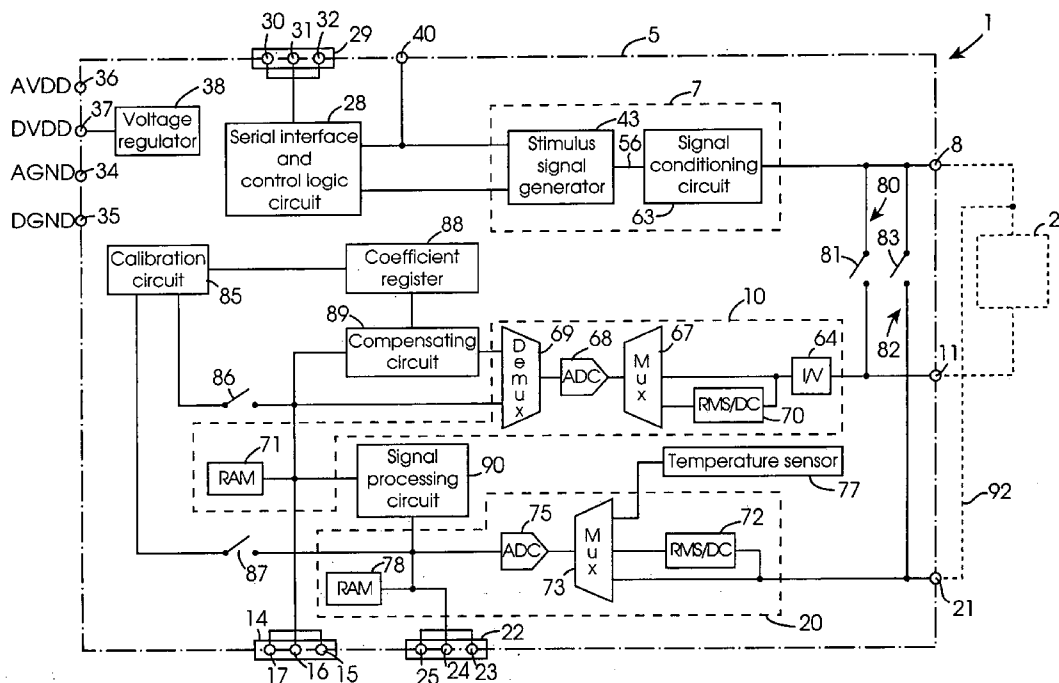 30
31
32
29
40
5
1
AVDD
36
38
28
7
DVDD
37
Voltage
regulator
Serial interface
and
control logic
circuit
43
Stimulus
signal
generator
56
Signal
conditioning
circuit
63
8
AGND
34
DGND
35
80
2
Calibration
circuit
85
88
Coefficient
register
81
83
89
Compensating
circuit
10
Demux
69
68
ADC
67
Mux
64
I/V
82
11
86
RMS/DC
70
71
RAM
Signal
processing
circuit
90
Temperature sensor
77
92
75
ADC
Mux
73
72
RMS/DC
87
78
RAM
21
14
22
20
17
16
15
25
24
23